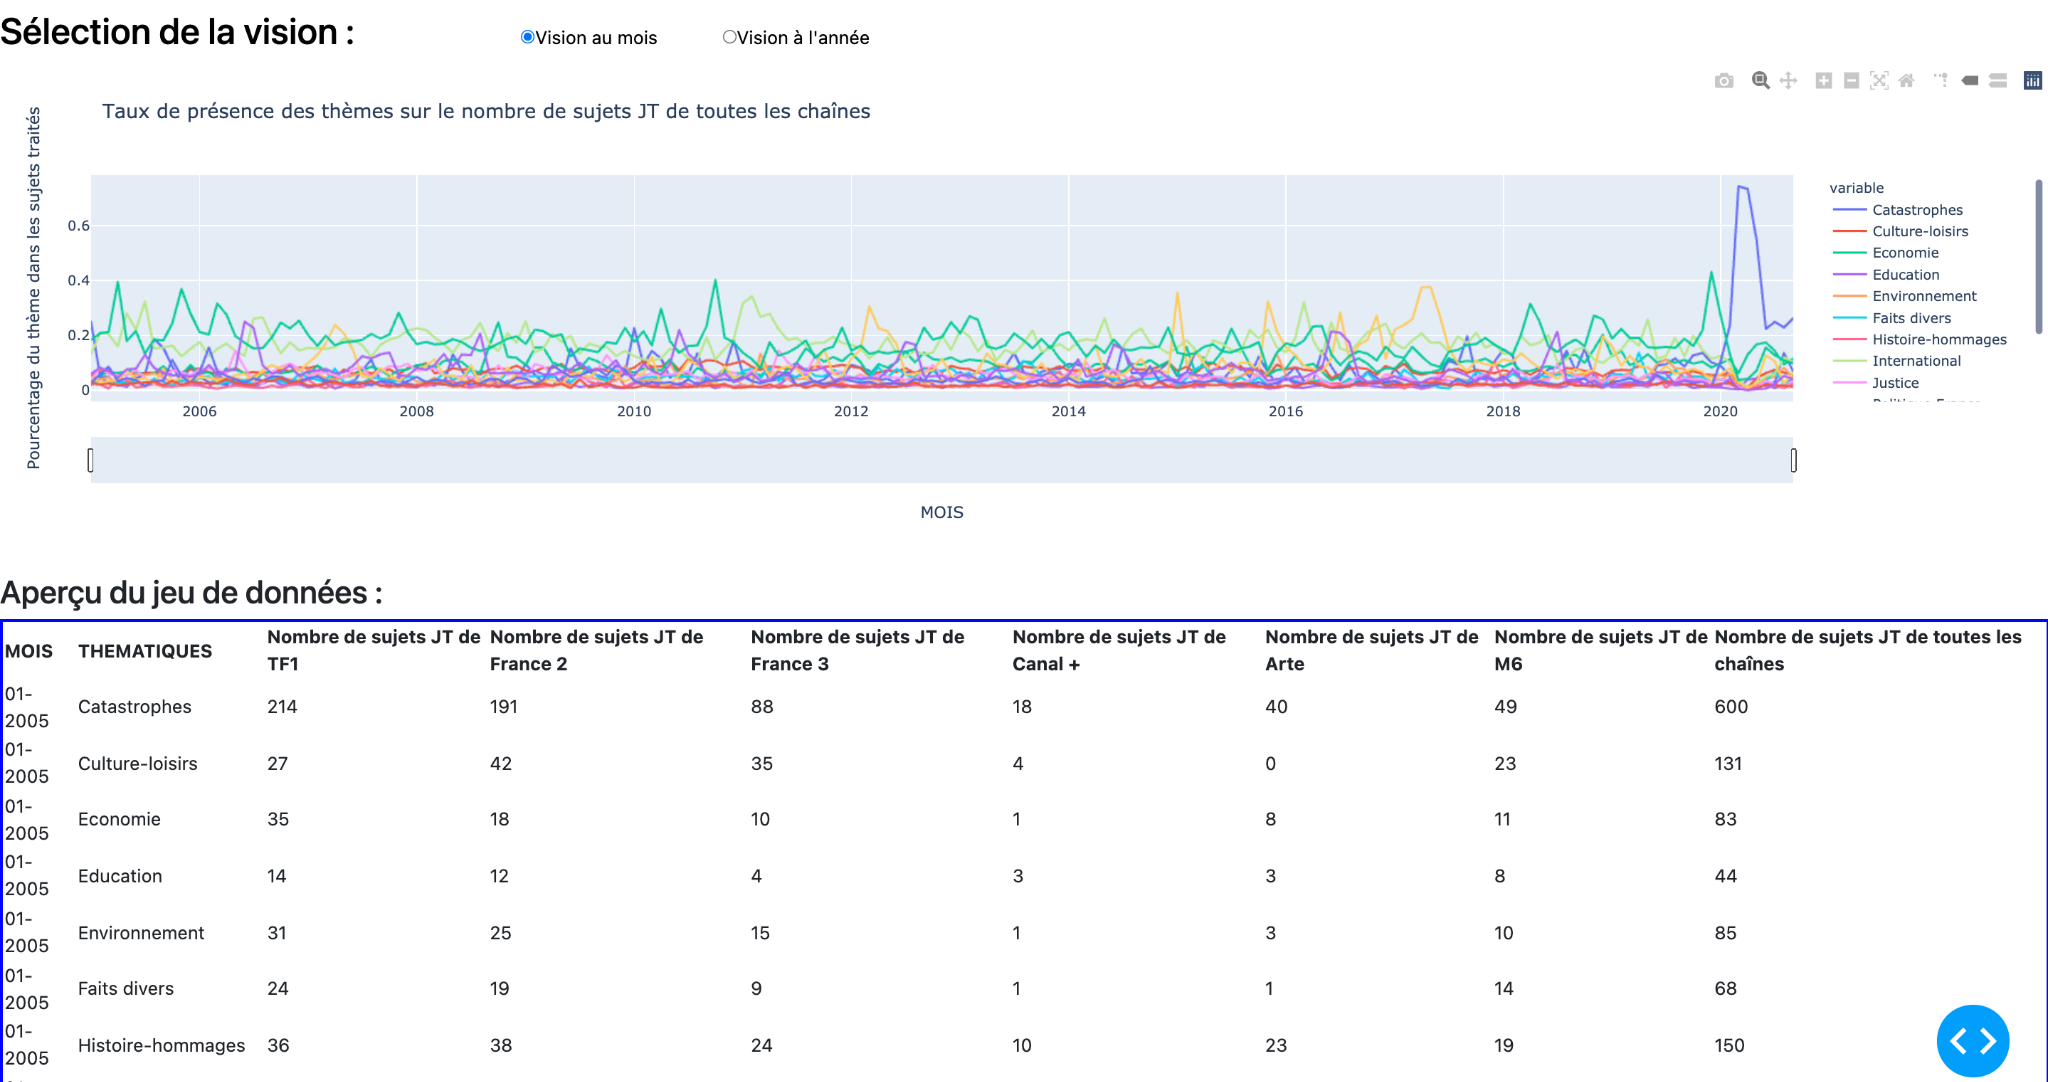 Sélection de la vision :
Vision au mois
Vision à l'année
Taux de présence des thèmes sur le nombre de sujets JT de toutes les chaînes
Pourcentage du thème dans les sujets traités
0.6
0.4
0.2
0
2006 2008 2010 2012 2014 2016 2018 2020
MOIS
variable
Catastrophes
Culture-loisirs
Economie
Education
Environnement
Faits divers
Histoire-hommages
International
Justice
Aperçu du jeu de données :
MOIS THEMATIQUES Nombre de sujets JT de TF1 Nombre de sujets JT de France 2 Nombre de sujets JT de France 3 Nombre de sujets JT de Canal + Nombre de sujets JT de Arte Nombre de sujets JT de M6 Nombre de sujets JT de toutes les chaînes
01-2005 Catastrophes 214 191 88 18 40 49 600
01-2005 Culture-loisirs 27 42 35 4 0 23 131
01-2005 Economie 35 18 10 1 8 11 83
01-2005 Education 14 12 4 3 3 8 44
01-2005 Environnement 31 25 15 1 3 10 85
01-2005 Faits divers 24 19 9 1 1 14 68
01-2005 Histoire-hommages 36 38 24 10 23 19 150